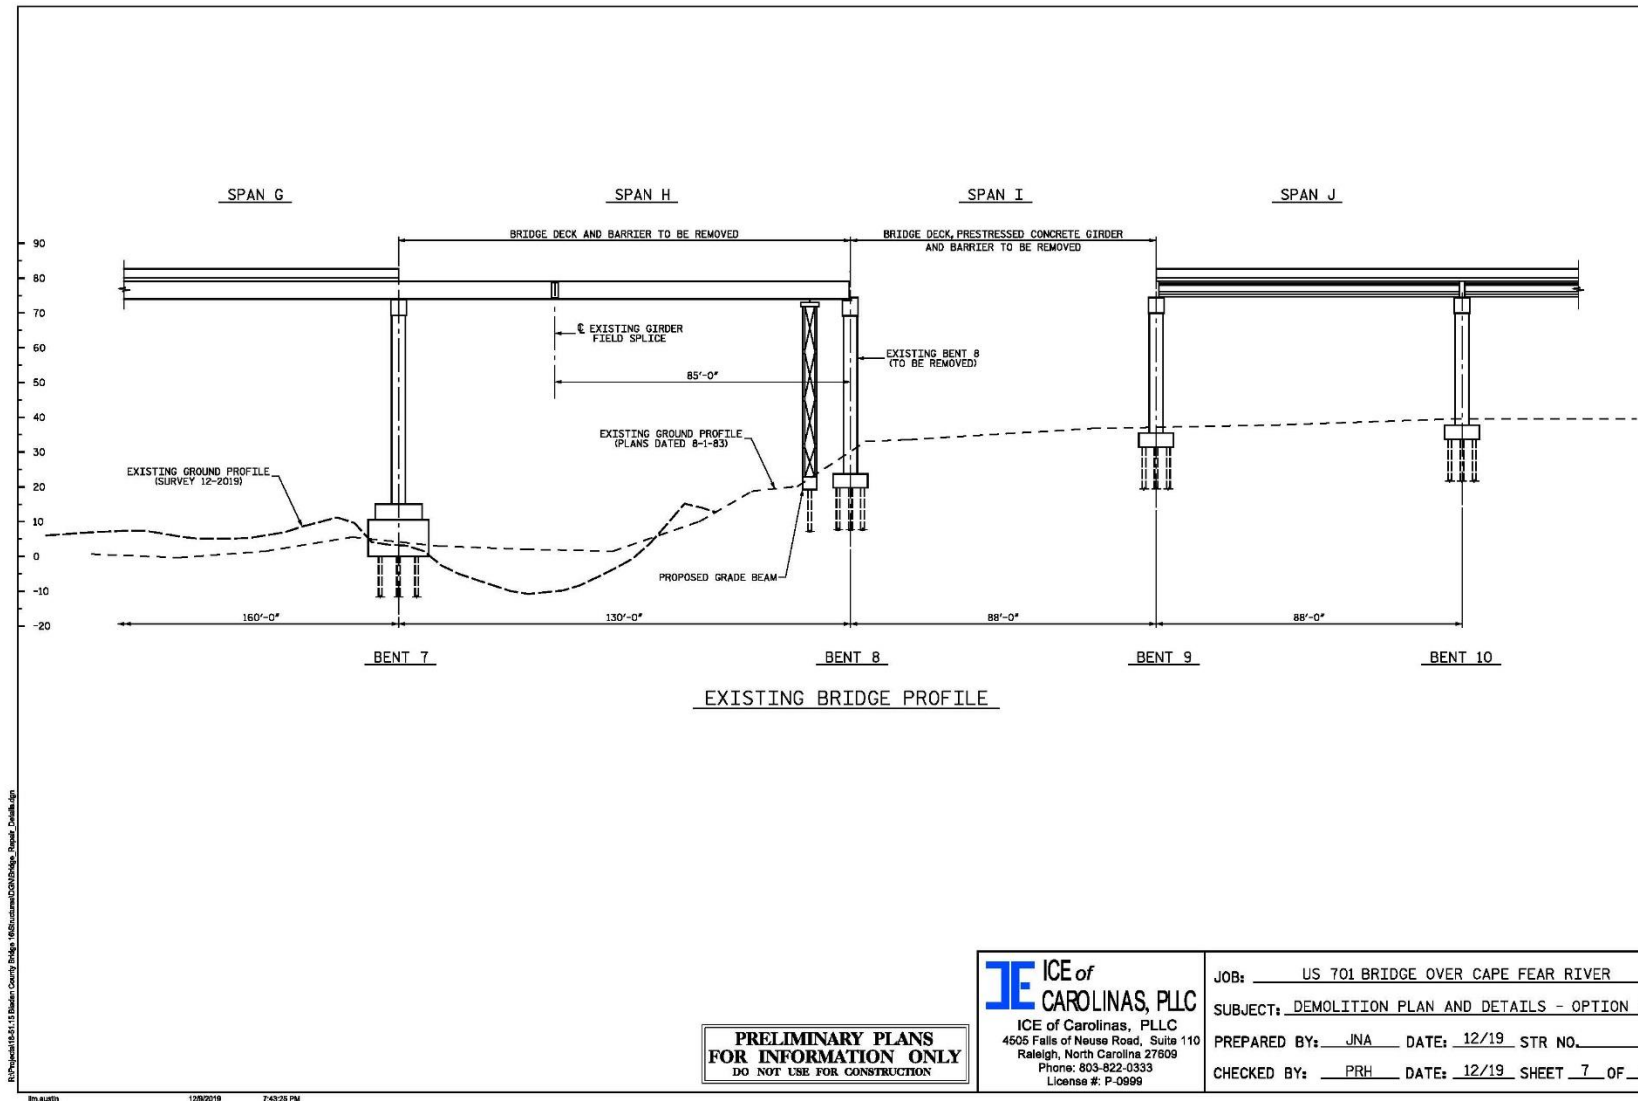 SPAN G
SPAN H
SPAN I
SPAN J
BRIDGE DECK AND BARRIER TO BE REMOVED
BRIDGE DECK, PRESTRESSED CONCRETE GIRDER
AND BARRIER TO BE REMOVED
90
80
70
60
50
40
30
20
10
0
-10
-20
℄ EXISTING GIRDER
FIELD SPLICE
EXISTING BENT 8
(TO BE REMOVED)
85'-0"
EXISTING GROUND PROFILE
(PLANS DATED 8-1-83)
EXISTING GROUND PROFILE
(SURVEY 12-2019)
PROPOSED GRADE BEAM
160'-0"
130'-0"
88'-0"
88'-0"
BENT 7
BENT 8
BENT 9
BENT 10
EXISTING BRIDGE PROFILE
PRELIMINARY PLANS
FOR INFORMATION ONLY
DO NOT USE FOR CONSTRUCTION
ICE of
CAROLINAS, PLLC
ICE of Carolinas, PLLC
4505 Falls of Neuse Road, Suite 110
Raleigh, North Carolina 27609
Phone: 803-822-0333
License #: P-0999
JOB: US 701 BRIDGE OVER CAPE FEAR RIVER
SUBJECT: DEMOLITION PLAN AND DETAILS - OPTION
PREPARED BY: JNA DATE: 12/19 STR NO.
CHECKED BY: PRH DATE: 12/19 SHEET 7 OF
12/9/2019 7:43:25 PM